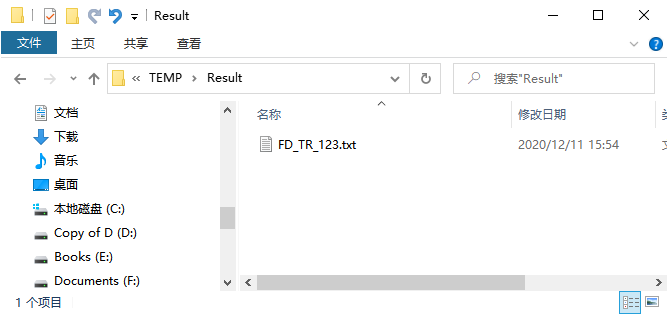 Result
文件 主页 共享 查看
« TEMP › Result 搜索"Result"
文档
下载
音乐
桌面
本地磁盘 (C:)
Copy of D (D:)
Books (E:)
Documents (F:)
名称 修改日期
FD_TR_123.txt 2020/12/11 15:54
1 个项目